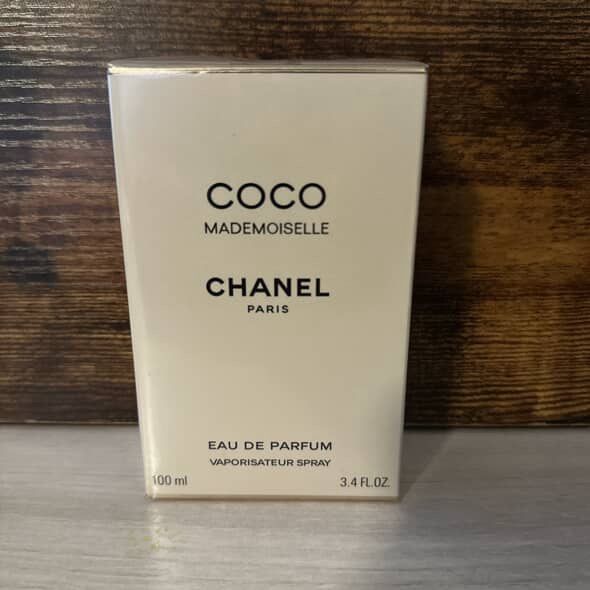 COCO
MADEMOISELLE
CHANEL
PARIS
EAU DE PARFUM
VAPORISATEUR SPRAY
100 ml 3.4 FL.OZ.